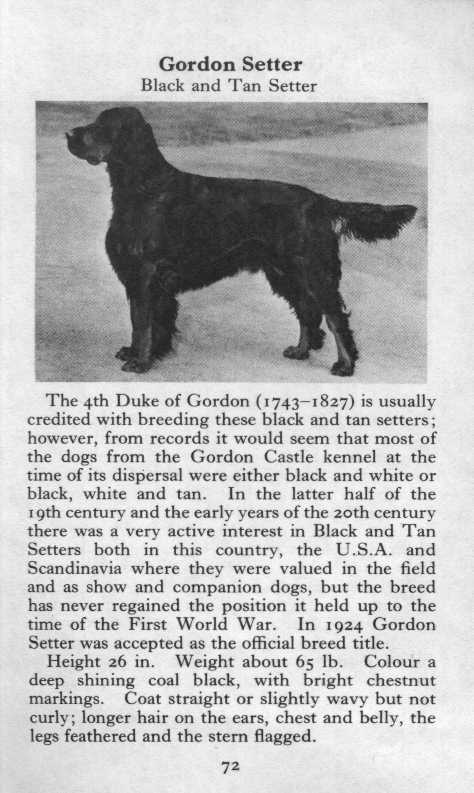 Gordon Setter
Black and Tan Setter
The 4th Duke of Gordon (1743–1827) is usually
credited with breeding these black and tan setters;
however, from records it would seem that most of
the dogs from the Gordon Castle kennel at the
time of its dispersal were either black and white or
black, white and tan. In the latter half of the
19th century and the early years of the 20th century
there was a very active interest in Black and Tan
Setters both in this country, the U.S.A. and
Scandinavia where they were valued in the field
and as show and companion dogs, but the breed
has never regained the position it held up to the
time of the First World War. In 1924 Gordon
Setter was accepted as the official breed title.
Height 26 in. Weight about 65 lb. Colour a
deep shining coal black, with bright chestnut
markings. Coat straight or slightly wavy but not
curly; longer hair on the ears, chest and belly, the
legs feathered and the stern flagged.
72